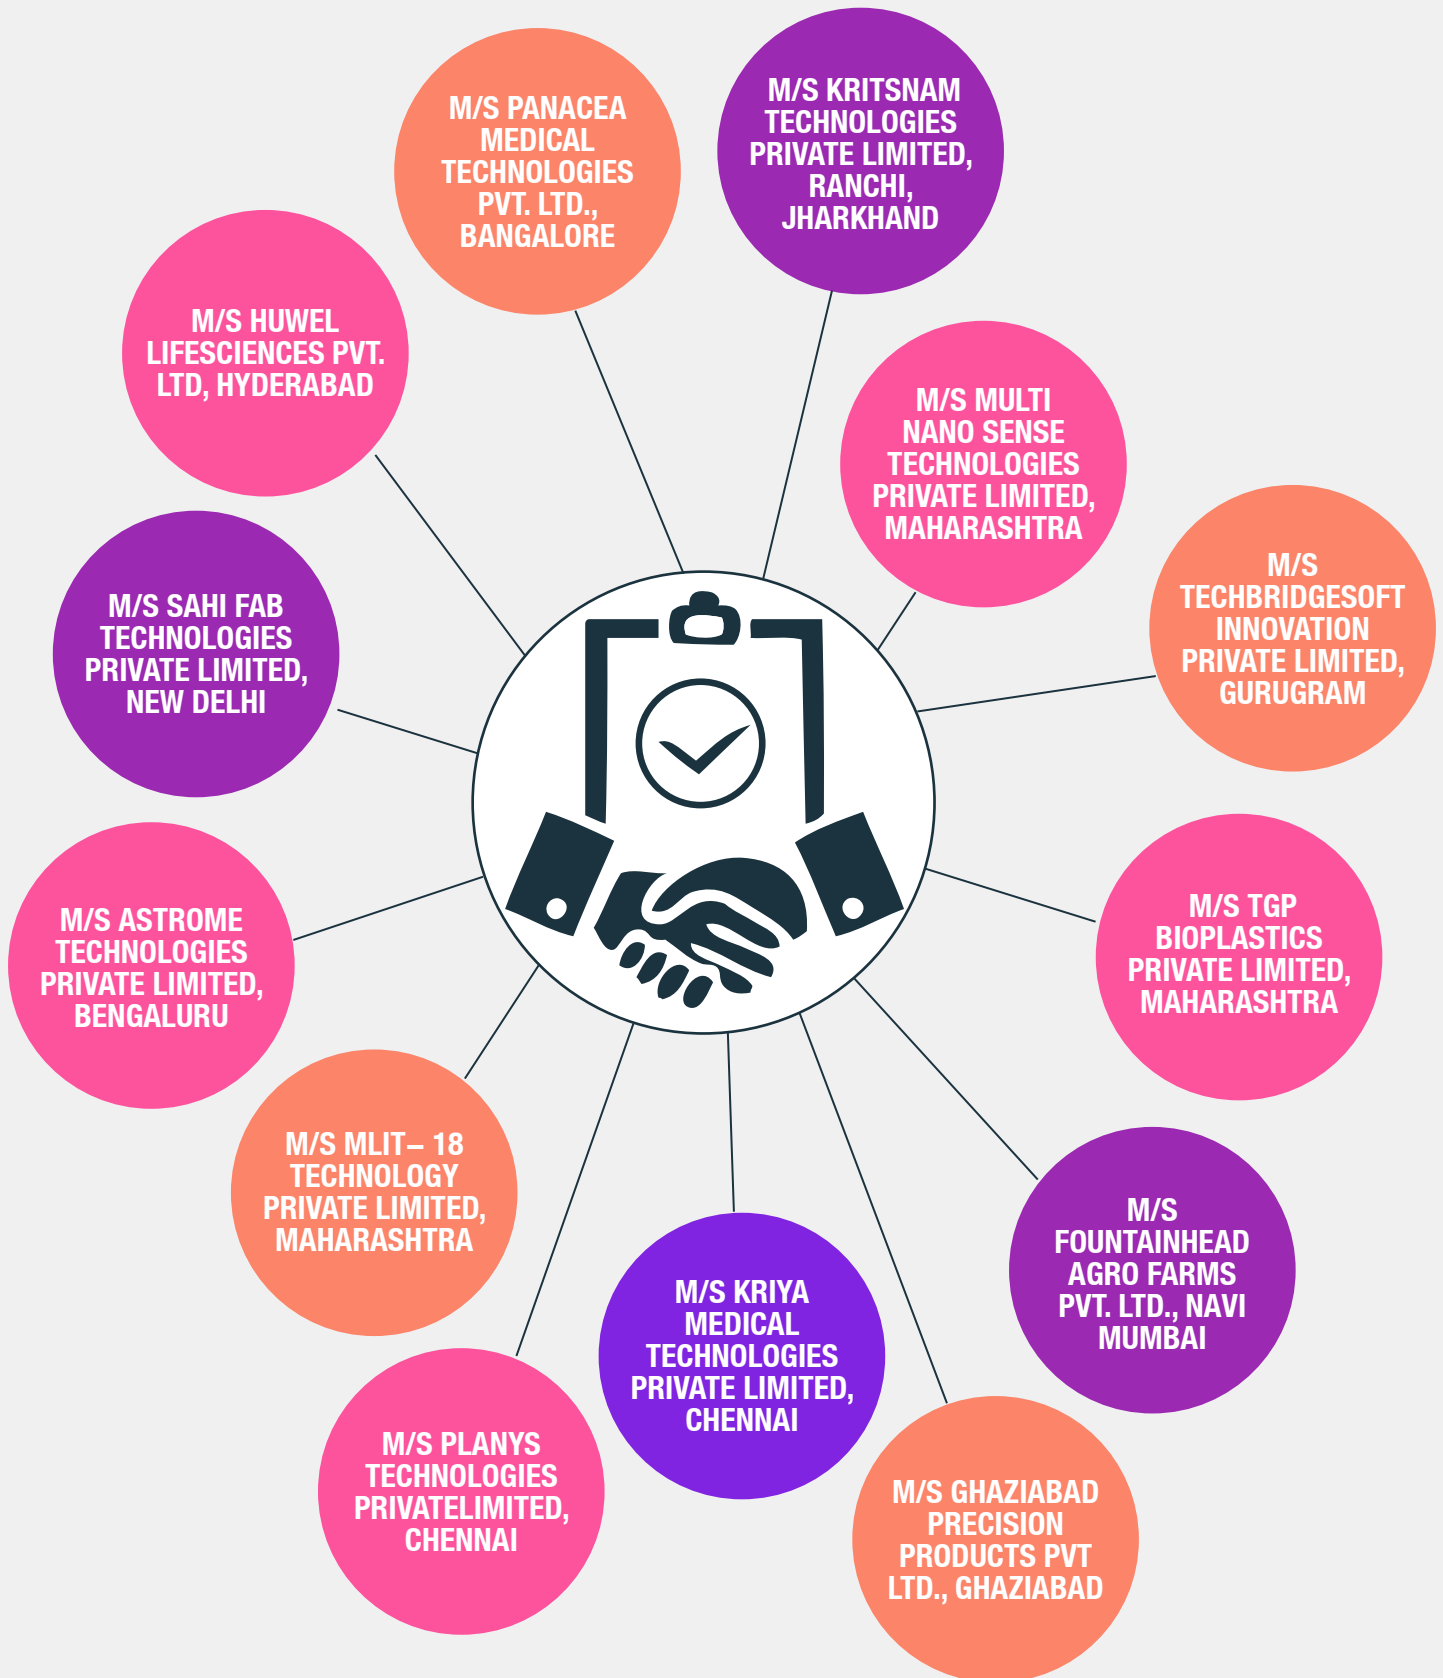 M/S PANACEA
MEDICAL
TECHNOLOGIES
PVT. LTD.,
BANGALORE
M/S KRITSNAM
TECHNOLOGIES
PRIVATE LIMITED,
RANCHI,
JHARKHAND
M/S HUWEL
LIFESCIENCES PVT.
LTD, HYDERABAD
M/S MULTI
NANO SENSE
TECHNOLOGIES
PRIVATE LIMITED,
MAHARASHTRA
M/S
TECHBRIDGESOFT
INNOVATION
PRIVATE LIMITED,
GURUGRAM
M/S SAHI FAB
TECHNOLOGIES
PRIVATE LIMITED,
NEW DELHI
M/S TGP
BIOPLASTICS
PRIVATE LIMITED,
MAHARASHTRA
M/S ASTROME
TECHNOLOGIES
PRIVATE LIMITED,
BENGALURU
M/S MLIT– 18
TECHNOLOGY
PRIVATE LIMITED,
MAHARASHTRA
M/S
FOUNTAINHEAD
AGRO FARMS
PVT. LTD., NAVI
MUMBAI
M/S KRIYA
MEDICAL
TECHNOLOGIES
PRIVATE LIMITED,
CHENNAI
M/S PLANYS
TECHNOLOGIES
PRIVATELIMITED,
CHENNAI
M/S GHAZIABAD
PRECISION
PRODUCTS PVT
LTD., GHAZIABAD